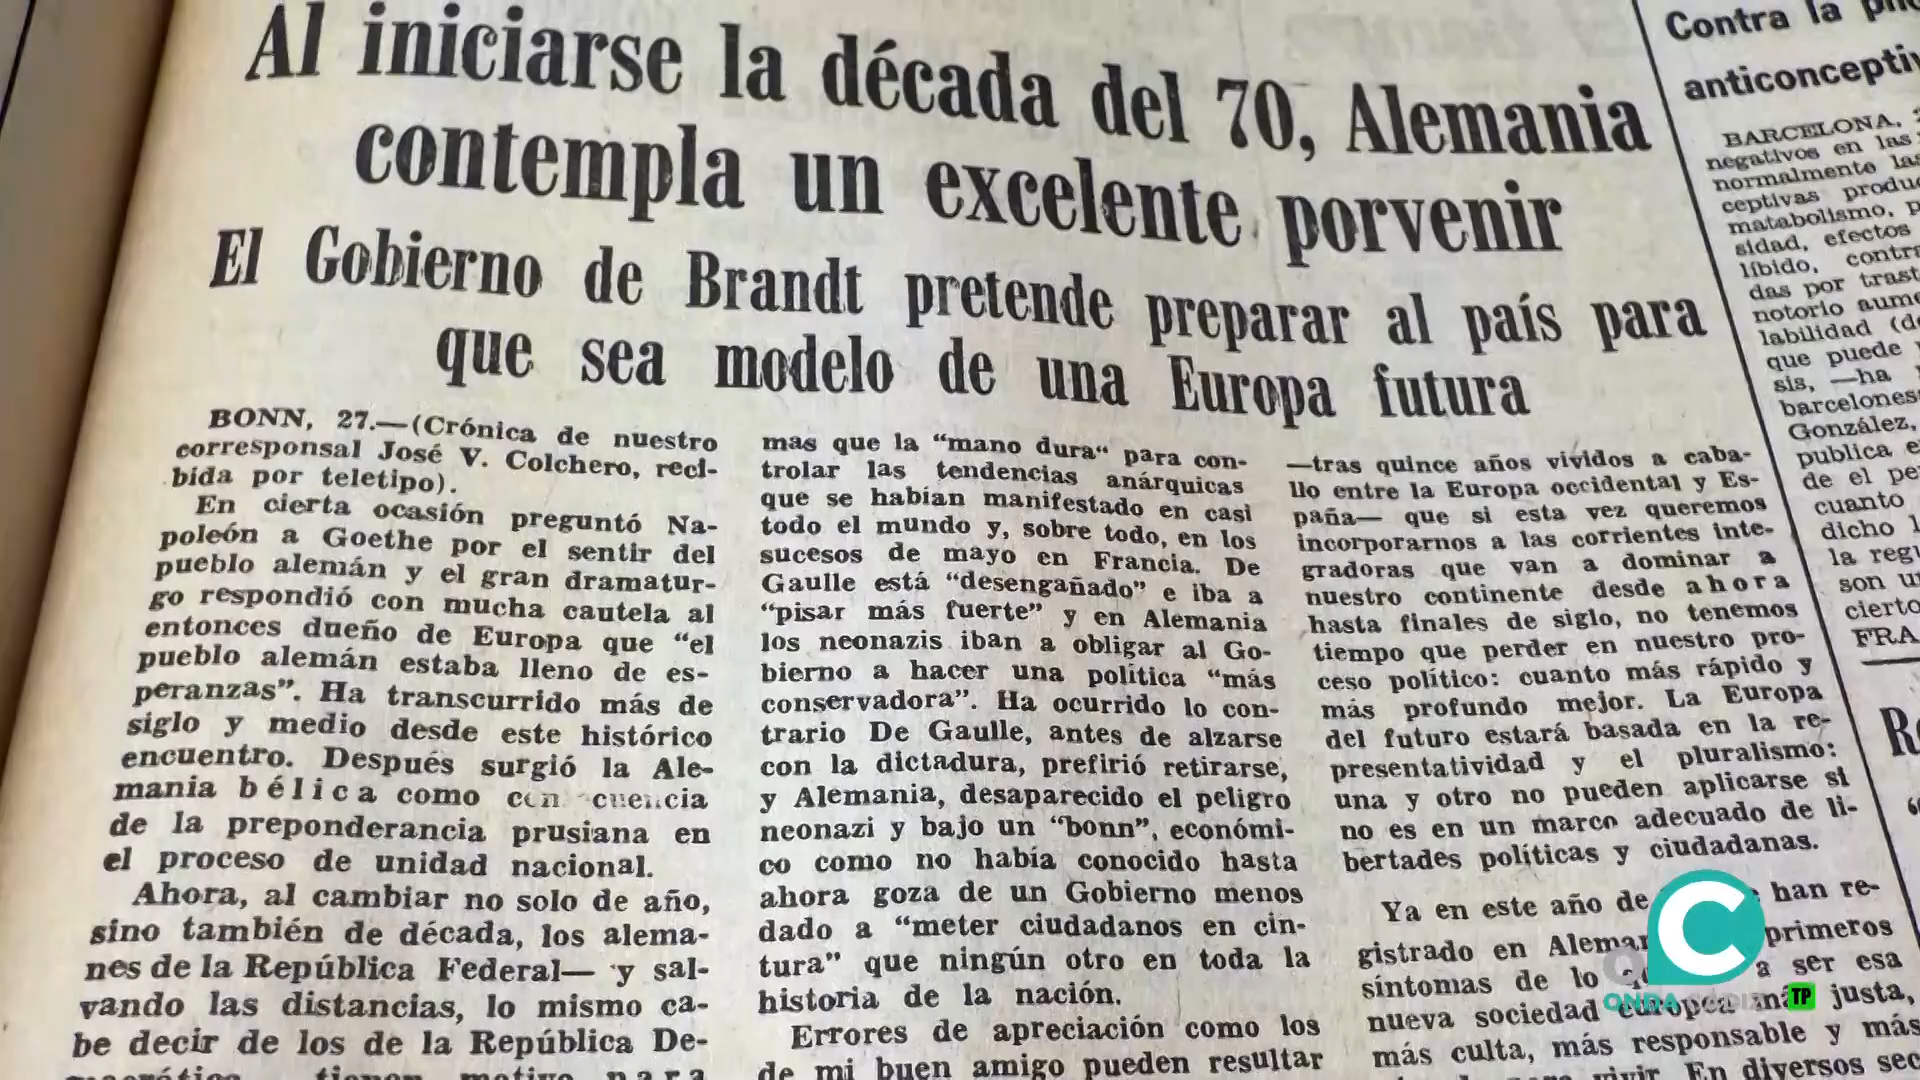 Al iniciarse la década del 70, Alemania
contempla un excelente porvenir
El Gobierno de Brandt pretende preparar al país para
que sea modelo de una Europa futura
BONN, 27.—(Crónica de nuestro
corresponsal José V. Colchero, reci-
bida por teletipo).
En cierta ocasión preguntó Na-
poleón a Goethe por el sentir del
pueblo alemán y el gran dramatur-
go respondió con mucha cautela al
entonces dueño de Europa que “el
pueblo alemán estaba lleno de es-
peranzas”. Ha transcurrido más de
siglo y medio desde este histórico
encuentro. Después surgió la Ale-
mania bélica como
de la preponderancia prusiana en
el proceso de unidad nacional.
Ahora, al cambiar no solo de año,
sino también de década, los alema-
nes de la República Federal— y sal-
vando las distancias, lo mismo ca-
be decir de los de la República De-
mas que la “mano dura“ para con-
trolar las tendencias anárquicas
que se habían manifestado en casi
todo el mundo y, sobre todo, en los
sucesos de mayo en Francia. De
Gaulle está “desengañado” e iba a
“pisar más fuerte” y en Alemania
los neonazis iban a obligar al Go-
bierno a hacer una política “más
conservadora”. Ha ocurrido lo con-
trario De Gaulle, antes de alzarse
con la dictadura, prefirió retirarse,
y Alemania, desaparecido el peligro
neonazi y bajo un “bonn”, económi-
co como no había conocido hasta
ahora goza de un Gobierno menos
dado a “meter ciudadanos en cin-
tura” que ningún otro en toda la
historia de la nación.
Errores de apreciación como los
de mi buen amigo pueden resultar
—tras quince años vividos a caba-
llo entre la Europa occidental y Es-
paña— que si esta vez queremos
incorporarnos a las corrientes inte-
gradoras que van a dominar a
nuestro continente desde ahora
hasta finales de siglo, no tenemos
tiempo que perder en nuestro pro-
ceso político: cuanto más rápido y
más profundo mejor. La Europa
del futuro estará basada en la re-
presentatividad y el pluralismo:
una y otro no pueden aplicarse si
no es en un marco adecuado de li-
bertades políticas y ciudadanas.
Ya en este año de han re-
gistrado en primeros
síntomas de lo a ser esa
nueva sociedad europea más justa,
más culta, más responsable y más
vivir. En diversos
Contra la
anticoncepti
BARCELONA,
negativos en las
normalmente las
ceptivas
matabolismo,
sidad, efectos
líbido,
das por
notorio
labilidad
que puede
sis, —ha
González,
publica
de el
cuanto
dicho
la
son
C
ONDA
TP